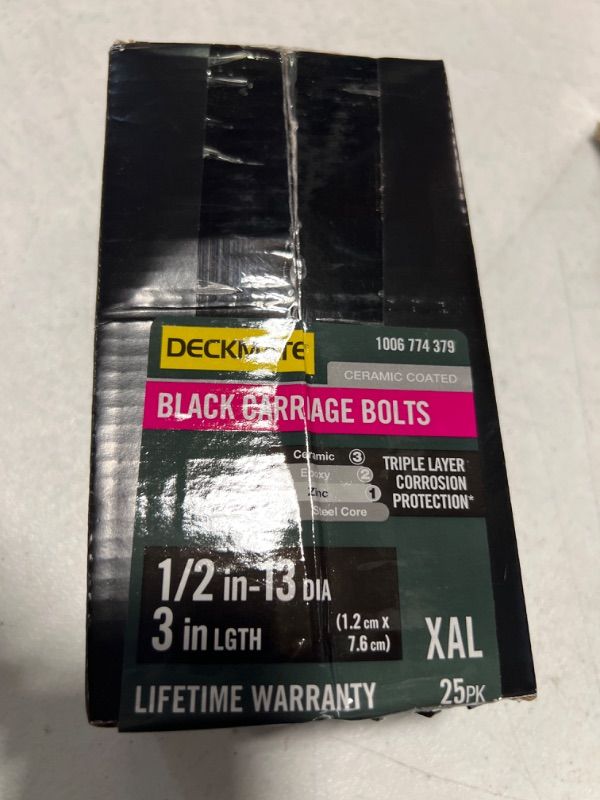 DECKMATE
1006 774 379
CERAMIC COATED
BLACK CARRIAGE BOLTS
Ceramic 3
Epoxy 2
Zinc 1
Steel Core
TRIPLE LAYER
CORROSION
PROTECTION*
1/2 in-13 DIA
3 in LGTH
(1.2 cm x
7.6 cm)
XAL
LIFETIME WARRANTY
25PK